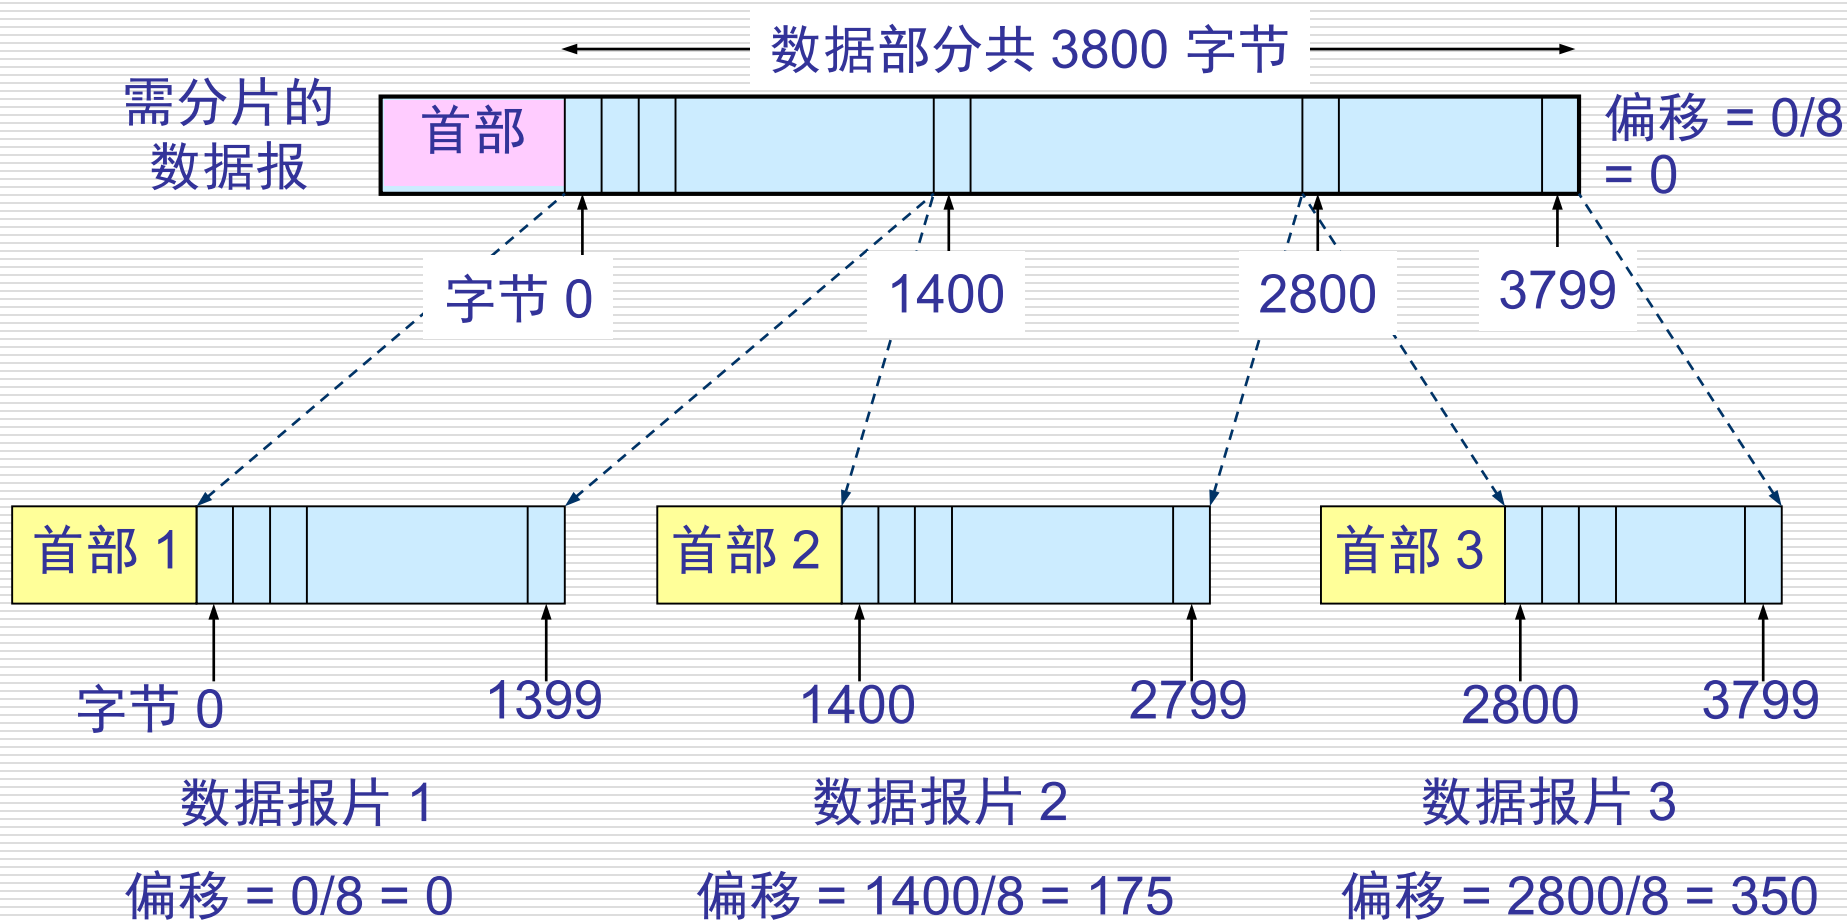 数据部分共 3800 字节
需分片的
数据报
首部
偏移 = 0/8
= 0
字节 0
1400
2800
3799
首部 1
首部 2
首部 3
字节 0
1399
1400
2799
2800
3799
数据报片 1
数据报片 2
数据报片 3
偏移 = 0/8 = 0
偏移 = 1400/8 = 175
偏移 = 2800/8 = 350